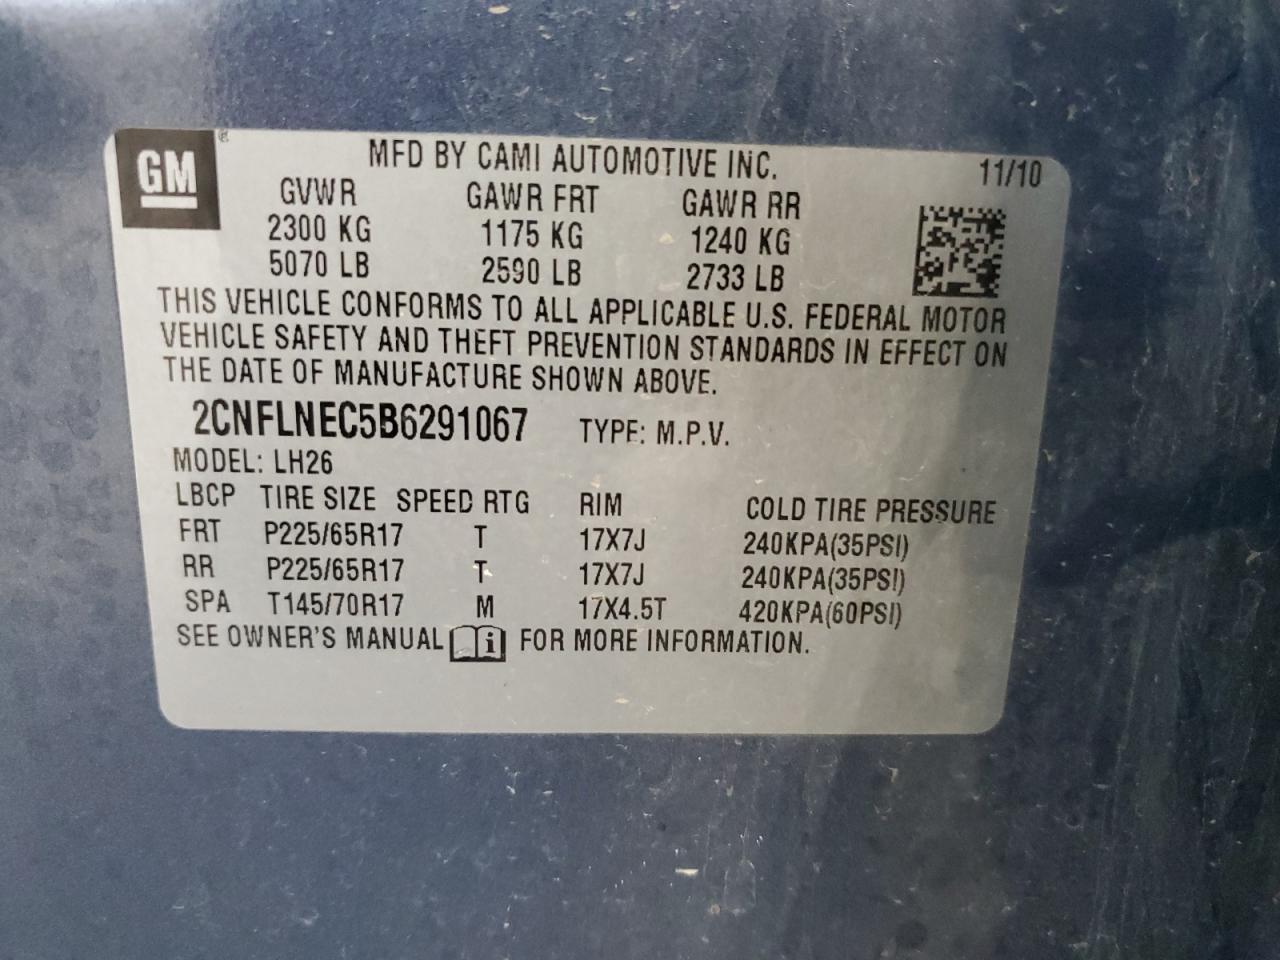 GM ®
MFD BY CAMI AUTOMOTIVE INC. 11/10
GVWR GAWR FRT GAWR RR
2300 KG 1175 KG 1240 KG
5070 LB 2590 LB 2733 LB
THIS VEHICLE CONFORMS TO ALL APPLICABLE U.S. FEDERAL MOTOR
VEHICLE SAFETY AND THEFT PREVENTION STANDARDS IN EFFECT ON
THE DATE OF MANUFACTURE SHOWN ABOVE.
2CNFLNEC5B6291067 TYPE: M.P.V.
MODEL: LH26
LBCP TIRE SIZE SPEED RTG RIM COLD TIRE PRESSURE
FRT P225/65R17 T 17X7J 240KPA(35PSI)
RR P225/65R17 T 17X7J 240KPA(35PSI)
SPA T145/70R17 M 17X4.5T 420KPA(60PSI)
SEE OWNER'S MANUAL i FOR MORE INFORMATION.